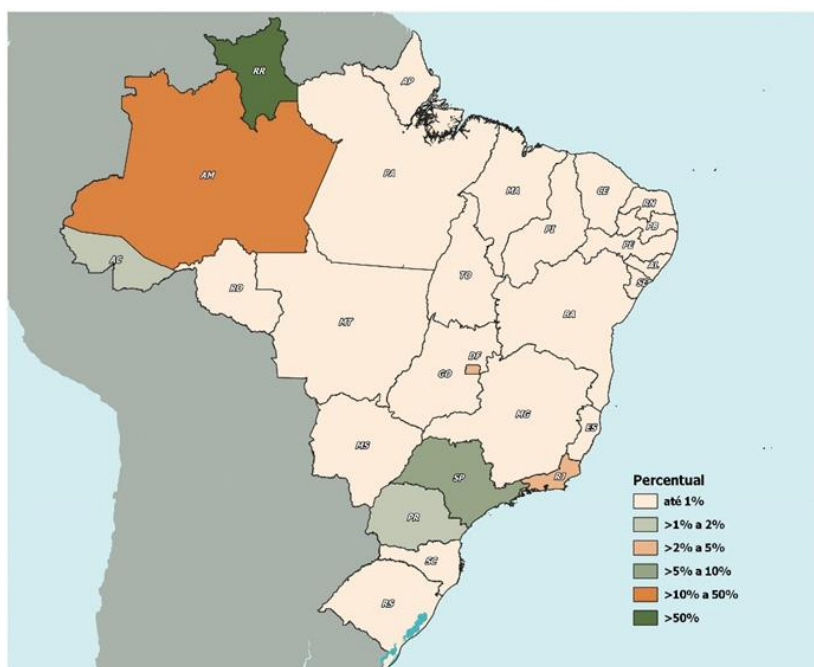 RR
AP
AM
PA
MA
CE
RN
PB
PI
PE
AL
SE
AC
RO
TO
BA
MT
DF
GO
MG
ES
MS
SP
RJ
PR
SC
RS
Percentual
até 1%
>1% a 2%
>2% a 5%
>5% a 10%
>10% a 50%
>50%